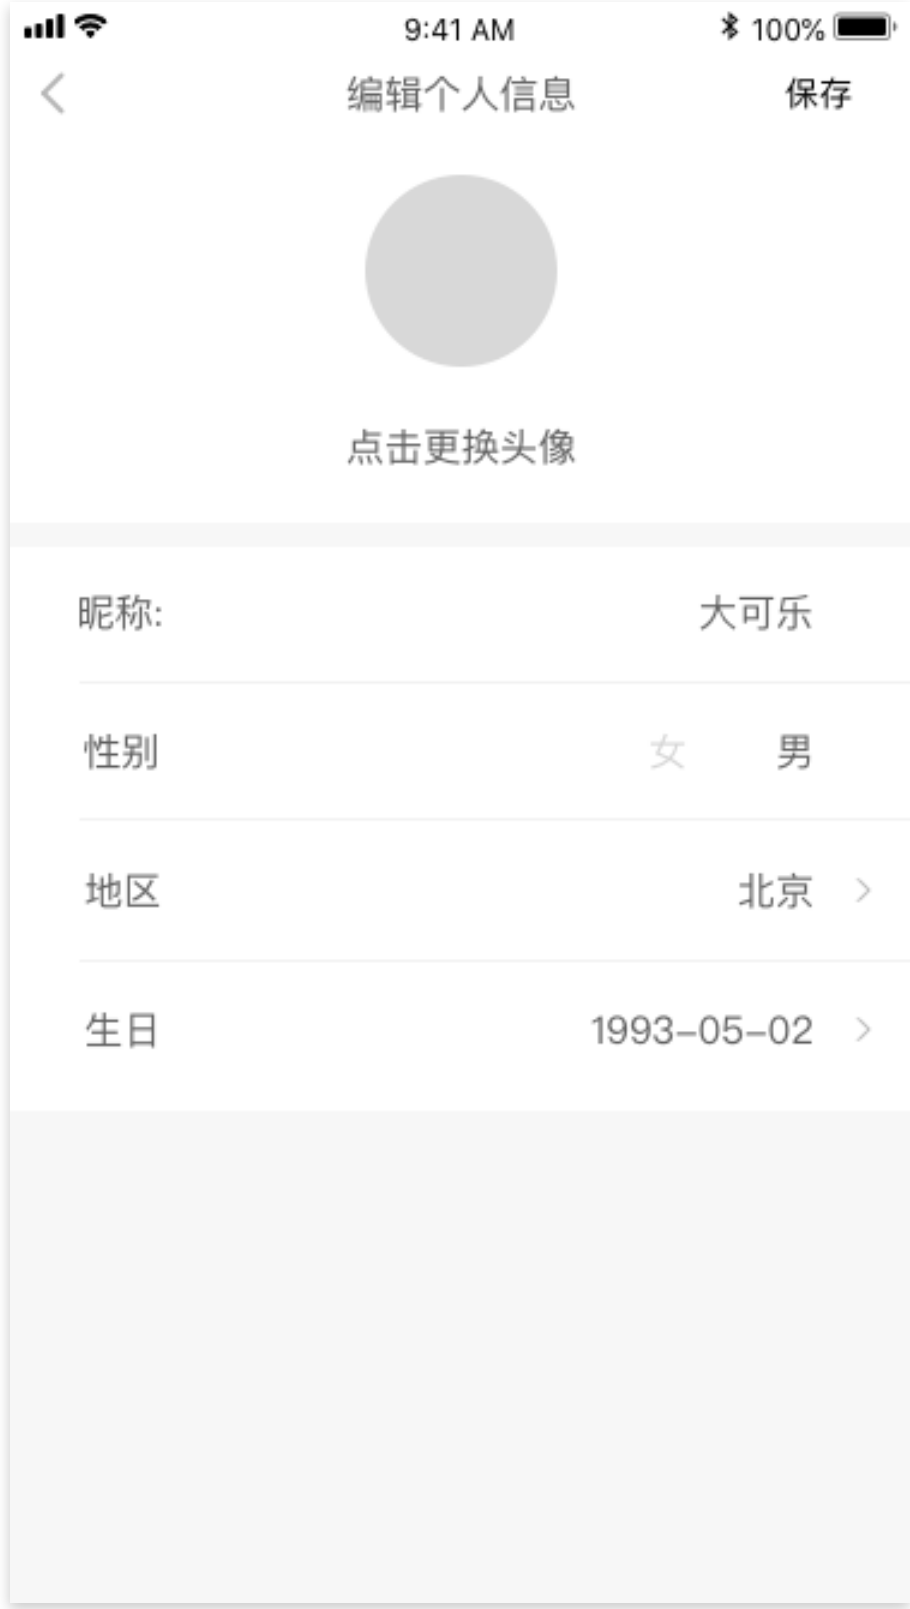 9:41 AM 100%
编辑个人信息 保存
点击更换头像
昵称: 大可乐
性别 女 男
地区 北京
生日 1993-05-02